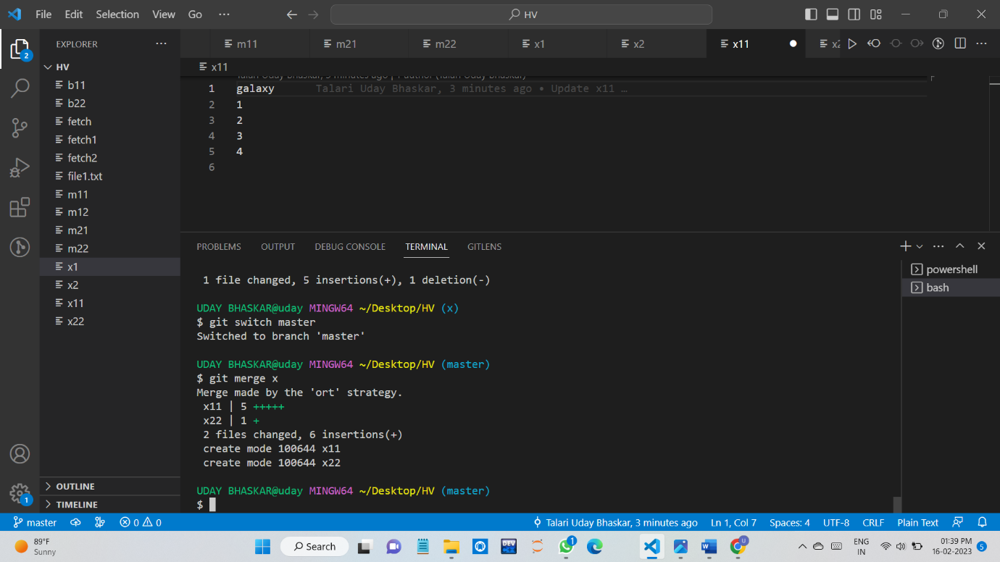 File Edit Selection View Go ··· HV
EXPLORER ···
m11 m21 m22 x1 x2 x11
HV
x11
b11
b22
fetch
fetch1
fetch2
file1.txt
m11
m12
m21
m22
x1
x2
x11
x22
OUTLINE
TIMELINE
2
1
Talari Uday Bhaskar, 3 minutes ago | 1 author (Talari Uday Bhaskar)
1 galaxy Talari Uday Bhaskar, 3 minutes ago • Update x11 …
2 1
3 2
4 3
5 4
6
PROBLEMS OUTPUT DEBUG CONSOLE TERMINAL GITLENS
powershell
bash
1 file changed, 5 insertions(+), 1 deletion(-)
UDAY BHASKAR@uday MINGW64 ~/Desktop/HV (x)
$ git switch master
Switched to branch 'master'
UDAY BHASKAR@uday MINGW64 ~/Desktop/HV (master)
$ git merge x
Merge made by the 'ort' strategy.
x11 | 5 +++++
x22 | 1 +
2 files changed, 6 insertions(+)
create mode 100644 x11
create mode 100644 x22
UDAY BHASKAR@uday MINGW64 ~/Desktop/HV (master)
$
master 0 0 Talari Uday Bhaskar, 3 minutes ago Ln 1, Col 7 Spaces: 4 UTF-8 CRLF Plain Text
89°F
Sunny
Search
DEV
1
U
ENG
IN
01:39 PM
16-02-2023
5